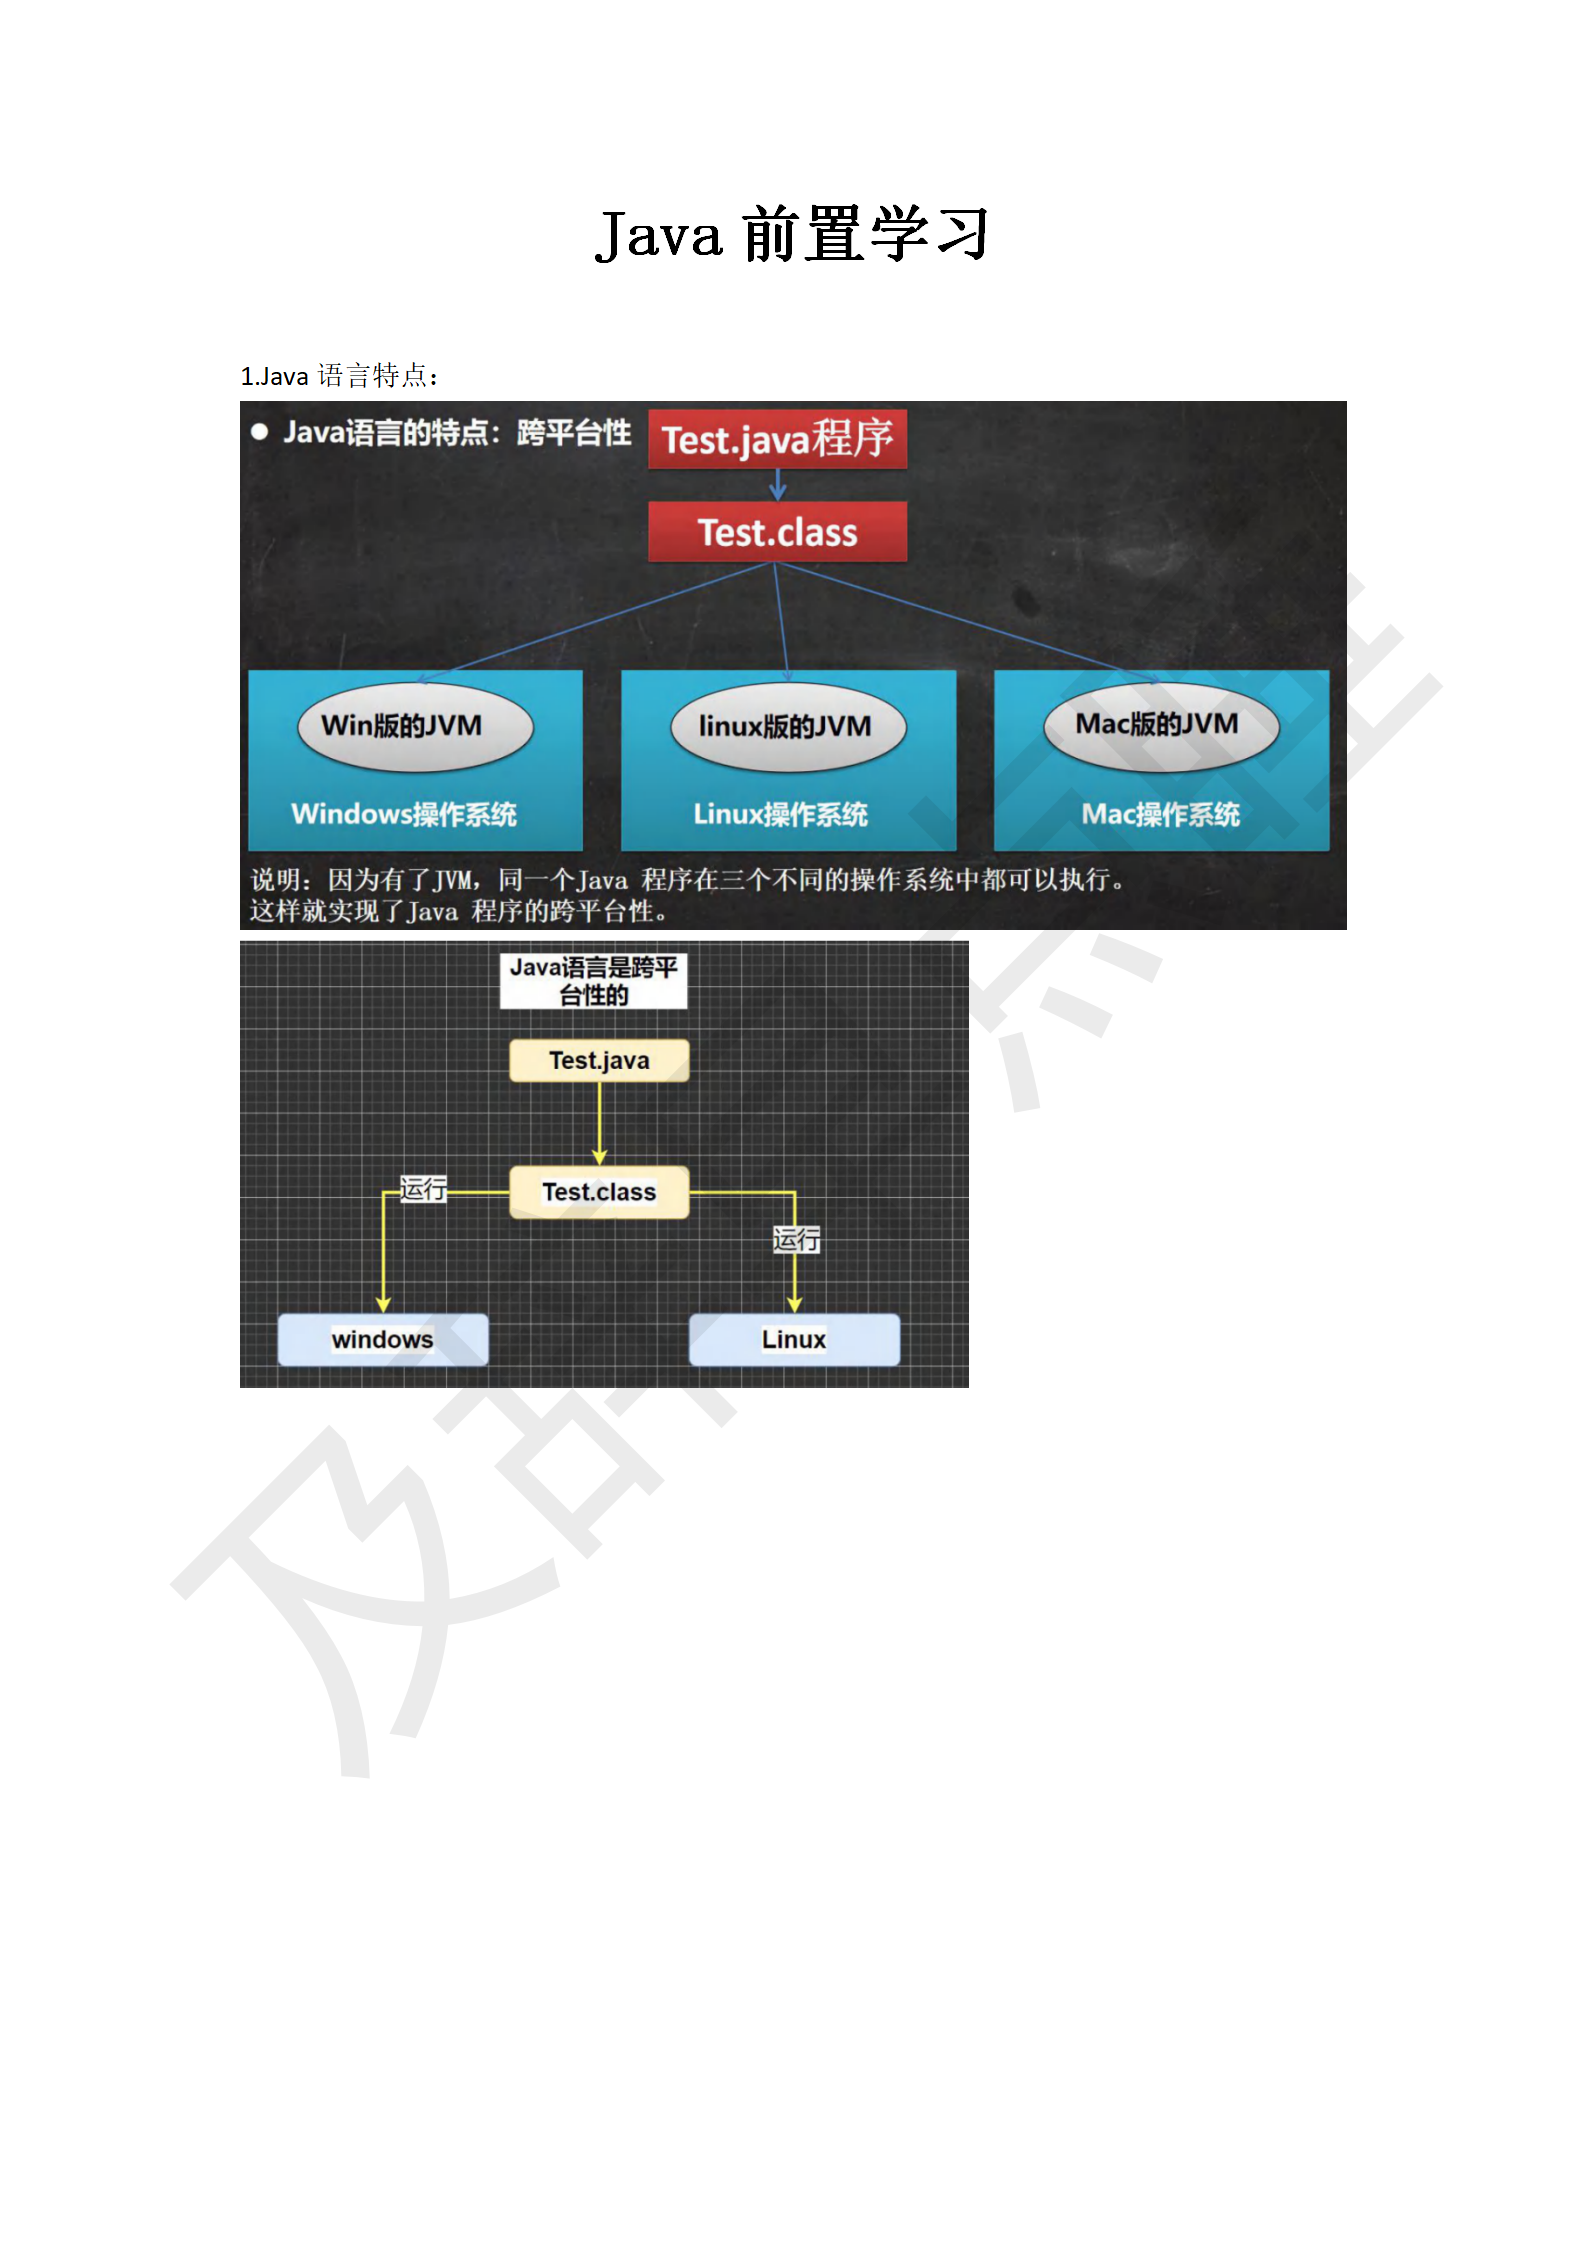 Java 前置学习
1.Java 语言特点：
● Java语言的特点：跨平台性
Test.java程序
Test.class
Win版的JVM
linux版的JVM
Mac版的JVM
Windows操作系统
Linux操作系统
Mac操作系统
说明：因为有了JVM，同一个Java 程序在三个不同的操作系统中都可以执行。
这样就实现了Java 程序的跨平台性。
Java语言是跨平
台性的
Test.java
Test.class
运行
运行
windows
Linux